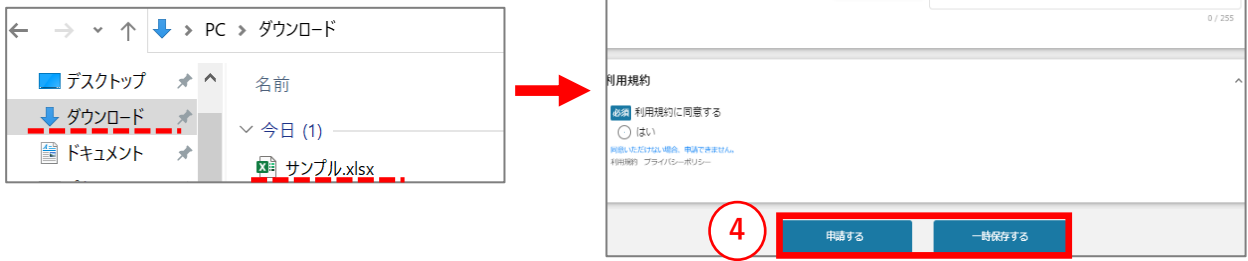 PC > ダウンロード
デスクトップ
ダウンロード
ドキュメント
名前
今日 (1)
サンプル.xlsx
0 / 255
利用規約
必須 利用規約に同意する
はい
同意いただけない場合、申請できません。
利用規約 プライバシーポリシー
4
申請する
一時保存する